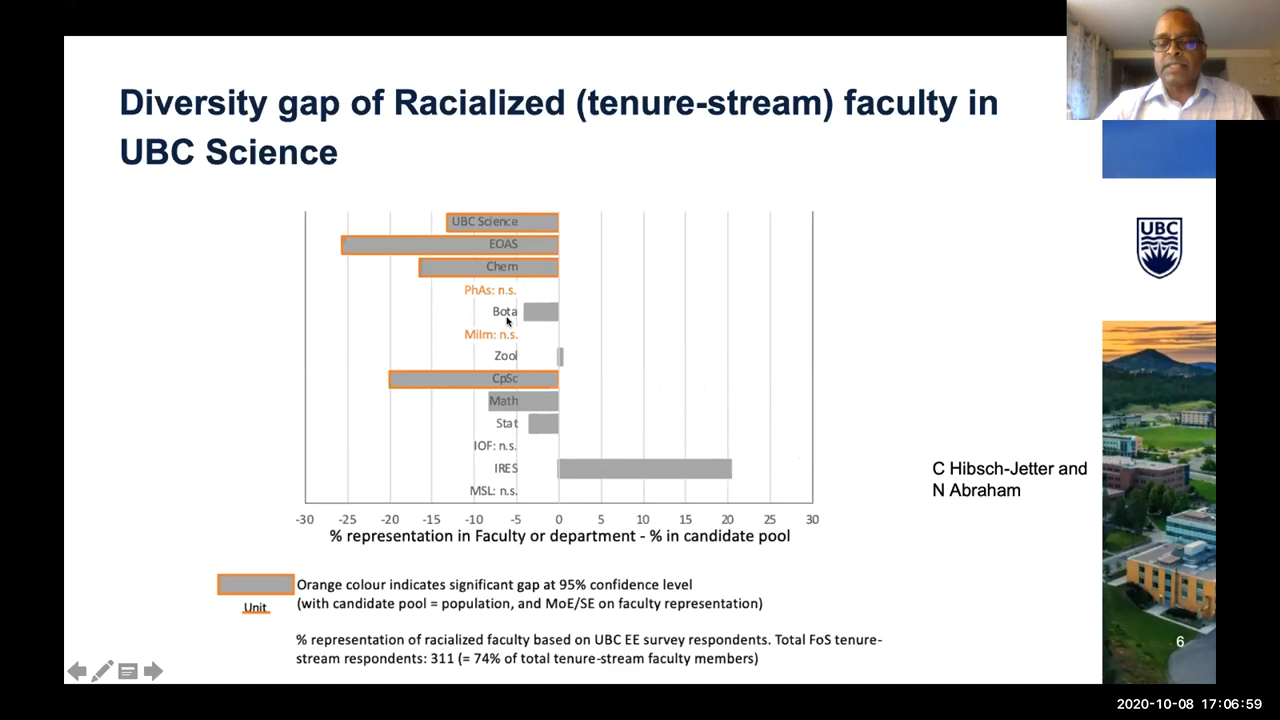 Diversity gap of Racialized (tenure-stream) faculty in
UBC Science
UBC
UBC Science
EOAS
Chem
PhAs: n.s.
Bota
MiIm: n.s.
Zool
CpSc
Math
Stat
IOF: n.s.
IRES
MSL: n.s.
-30 -25 -20 -15 -10 -5 0 5 10 15 20 25 30
% representation in Faculty or department - % in candidate pool
C Hibsch-Jetter and
N Abraham
Orange colour indicates significant gap at 95% confidence level
(with candidate pool = population, and MoE/SE on faculty representation)
Unit
% representation of racialized faculty based on UBC EE survey respondents. Total FoS tenure-
stream respondents: 311 (= 74% of total tenure-stream faculty members)
6
2020-10-08 17:06:59